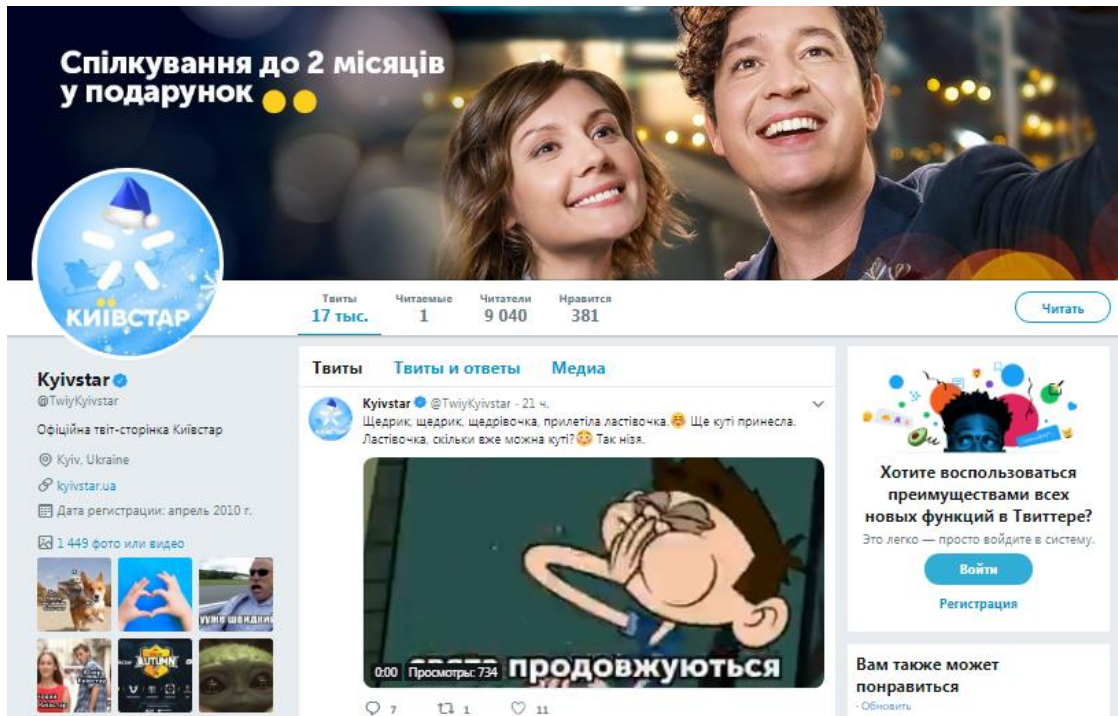 Спілкування до 2 місяців
у подарунок
КИЇВСТАР
Твиты Читаемые Читатели Нравится
17 тыс. 1 9 040 381
Читать
Kyivstar
@TwiyKyivstar
Офіційна твіт-сторінка Київстар
Kyiv, Ukraine
kyivstar.ua
Дата регистрации: апрель 2010 г.
1 449 фото или видео
уже швидкий
AUTUMN
Твиты Твиты и ответы Медиа
Kyivstar @TwiyKyivstar - 21 ч.
Щедрик, щедрик, щедрівочка, прилетіла ластівочка. Ще куті принесла.
Ластівочка, скільки вже можна куті? Так нізя.
свята продовжуються
0:00 Просмотры: 734
7 1 11
Хотите воспользоваться
преимуществами всех
новых функций в Твиттере?
Это легко — просто войдите в систему.
Войти
Регистрация
Вам также может
понравиться
· Обновить